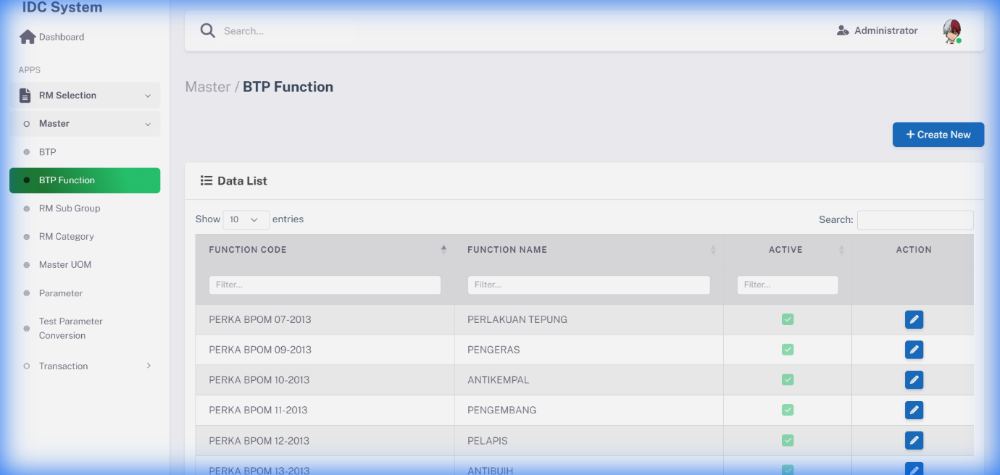 IDC System
Dashboard
APPS
RM Selection
Master
BTP
BTP Function
RM Sub Group
RM Category
Master UOM
Parameter
Test Parameter
Conversion
Transaction
Search...
Administrator
Master / BTP Function
+ Create New
Data List
Show 10 entries
Search:
FUNCTION CODE FUNCTION NAME ACTIVE ACTION
Filter... Filter... Filter...
PERKA BPOM 07-2013 PERLAKUAN TEPUNG
PERKA BPOM 09-2013 PENGERAS
PERKA BPOM 10-2013 ANTIKEMPAL
PERKA BPOM 11-2013 PENGEMBANG
PERKA BPOM 12-2013 PELAPIS
PERKA BPOM 13-2013 ANTIBUIH